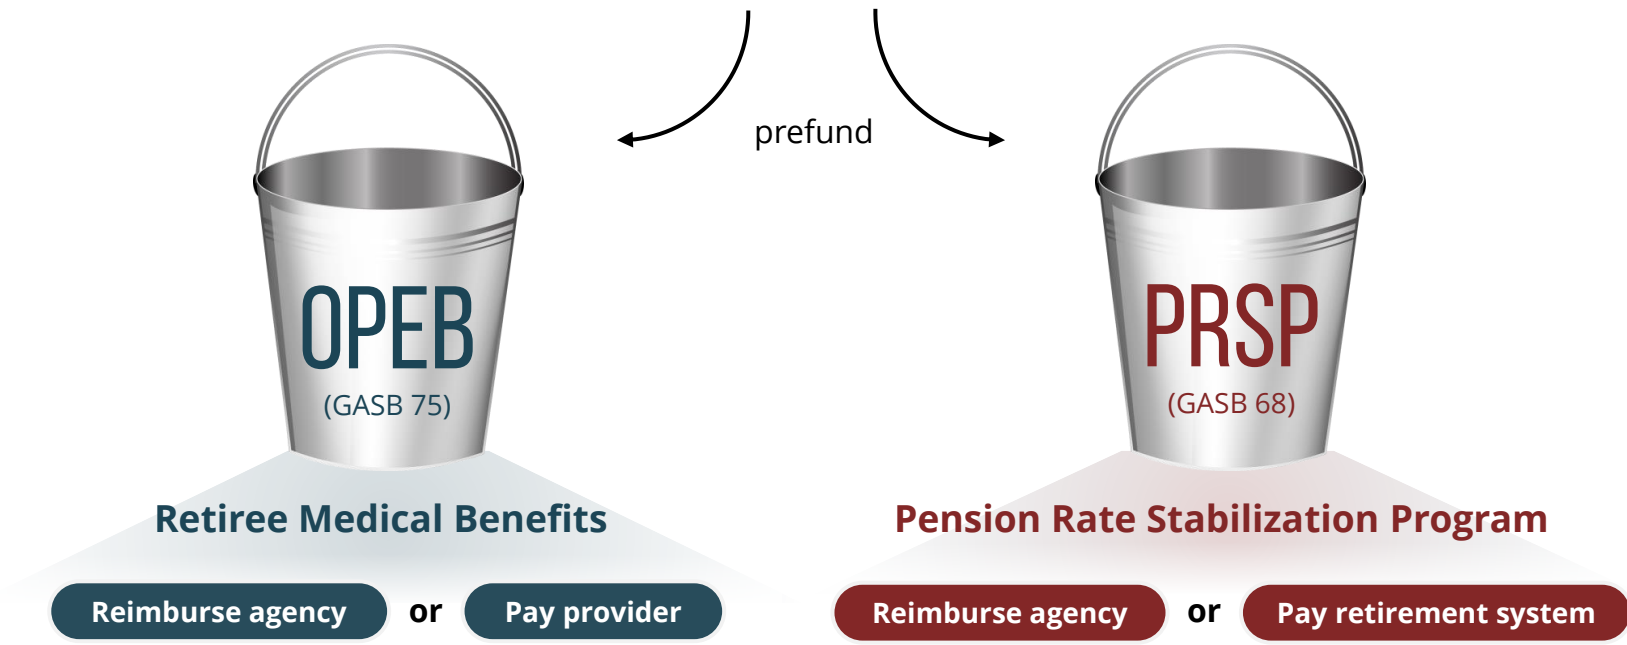 prefund
OPEB
(GASB 75)
Retiree Medical Benefits
Reimburse agency or Pay provider
PRSP
(GASB 68)
Pension Rate Stabilization Program
Reimburse agency or Pay retirement system